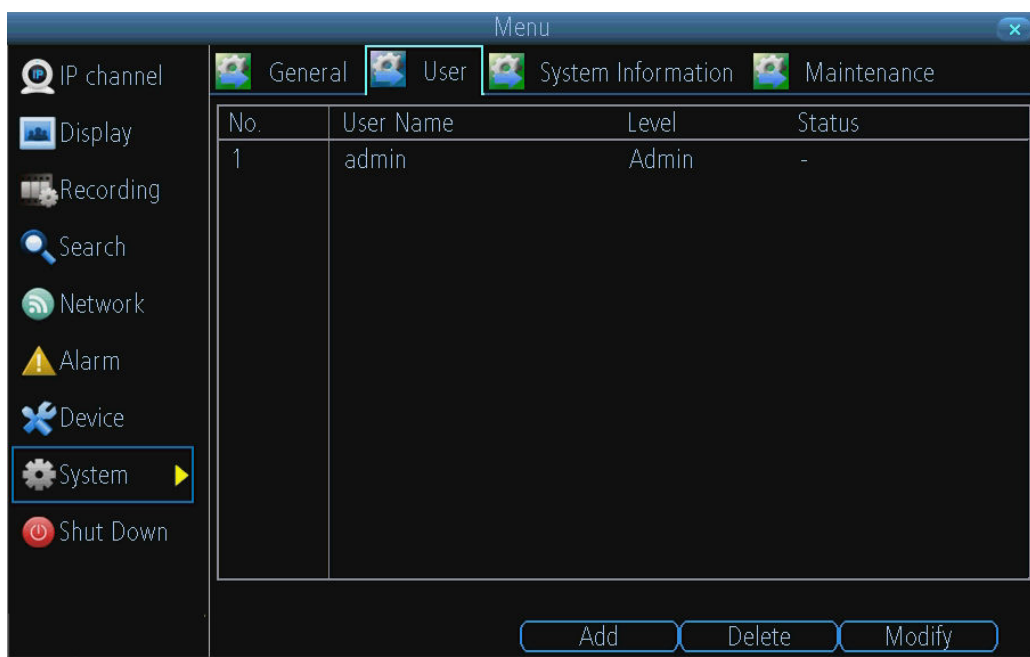 Menu
IP channel
Display
Recording
Search
Network
Alarm
Device
System
Shut Down
General User System Information Maintenance
No. User Name Level Status
1 admin Admin -
Add Delete Modify